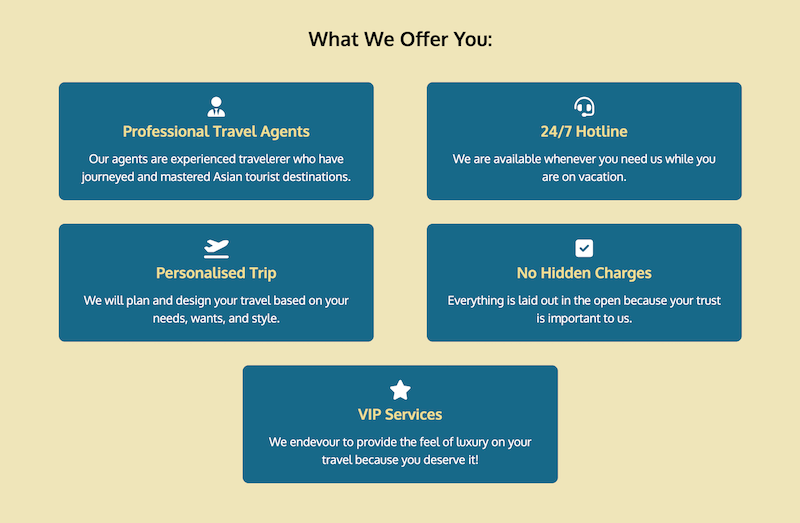 What We Offer You:
Professional Travel Agents
Our agents are experienced travelerer who have
journeyed and mastered Asian tourist destinations.
24/7 Hotline
We are available whenever you need us while you
are on vacation.
Personalised Trip
We will plan and design your travel based on your
needs, wants, and style.
No Hidden Charges
Everything is laid out in the open because your trust
is important to us.
VIP Services
We endevour to provide the feel of luxury on your
travel because you deserve it!